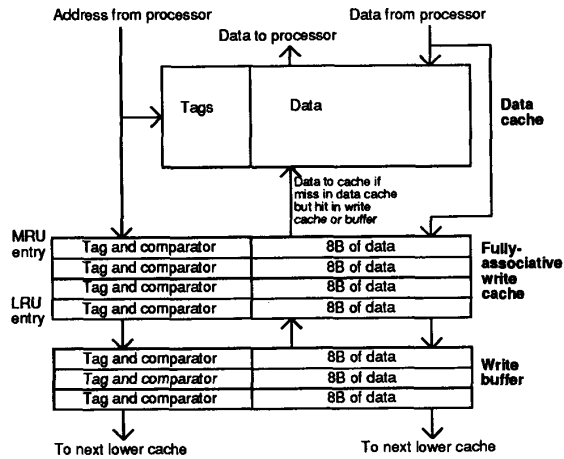 Address from processor
Data from processor
Data to processor
Tags
Data
Data
cache
Data to cache if
miss in data cache
but hit in write
cache or buffer
MRU
entry
Tag and comparator
8B of data
Tag and comparator
8B of data
Tag and comparator
8B of data
Tag and comparator
8B of data
LRU
entry
Fully-
associative
write
cache
Tag and comparator
8B of data
Tag and comparator
8B of data
Tag and comparator
8B of data
Write
buffer
To next lower cache
To next lower cache